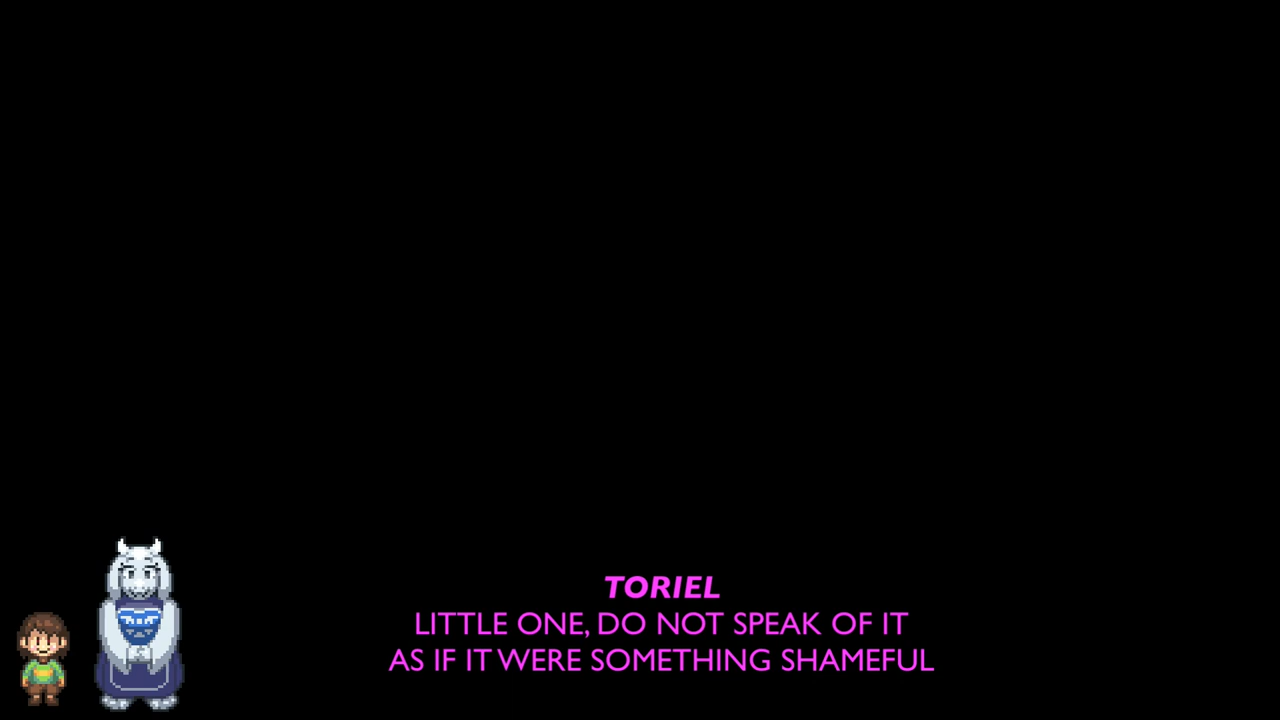 TORIEL
LITTLE ONE, DO NOT SPEAK OF IT
AS IF IT WERE SOMETHING SHAMEFUL